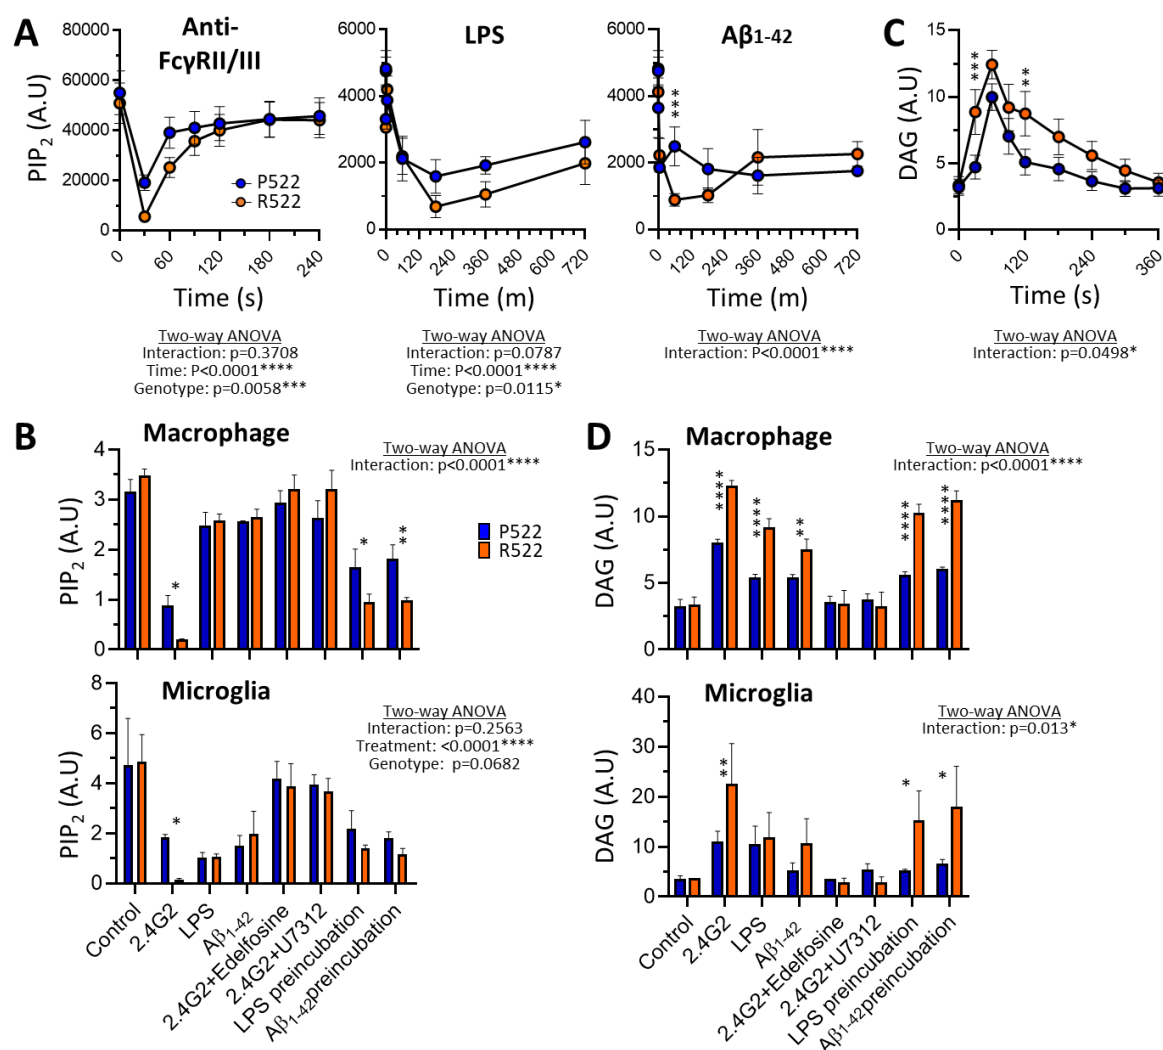 A
Anti-
FcγRII/III
PIP2 (A.U)
80000
60000
40000
20000
0
P522
R522
0
60
120
180
240
Time (s)
Two-way ANOVA
Interaction: p=0.3708
Time: P<0.0001****
Genotype: p=0.0058***
LPS
6000
4000
2000
0
0
120
240
360
480
600
720
Time (m)
Two-way ANOVA
Interaction: p=0.0787
Time: P<0.0001****
Genotype: p=0.0115*
Aβ1-42
6000
4000
2000
0
***
0
120
240
360
480
600
720
Time (m)
Two-way ANOVA
Interaction: P<0.0001****
C
DAG (A.U)
15
10
5
0
***
**
0
120
240
360
Time (s)
Two-way ANOVA
Interaction: p=0.0498*
B
Macrophage
Two-way ANOVA
Interaction: p<0.0001****
PIP2 (A.U)
4
3
2
1
0
*
*
**
P522
R522
Microglia
Two-way ANOVA
Interaction: p=0.2563
Treatment: <0.0001****
Genotype: p=0.0682
PIP2 (A.U)
8
6
4
2
0
*
Control
2.4G2
LPS
Aβ1-42
2.4G2+Edelfosine
2.4G2+U7312
LPS preincubation
Aβ1-42preincubation
D
Macrophage
Two-way ANOVA
Interaction: p<0.0001****
DAG (A.U)
15
10
5
0
****
****
**
****
****
Microglia
Two-way ANOVA
Interaction: p=0.013*
DAG (A.U)
40
30
20
10
0
**
*
*
Control
2.4G2
LPS
Aβ1-42
2.4G2+Edelfosine
2.4G2+U7312
LPS preincubation
Aβ1-42preincubation